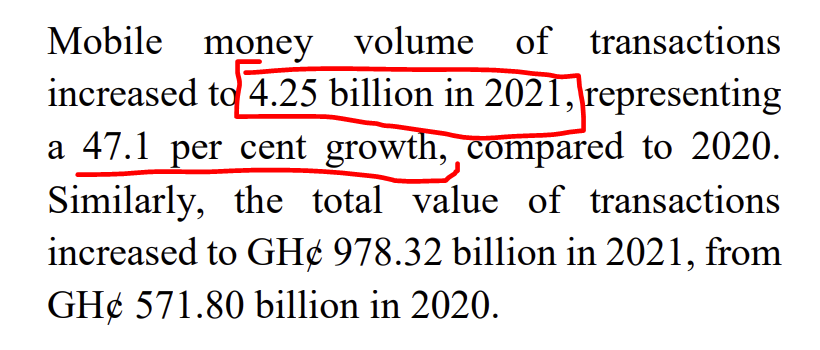 Mobile money volume of transactions
increased to 4.25 billion in 2021, representing
a 47.1 per cent growth, compared to 2020.
Similarly, the total value of transactions
increased to GH¢ 978.32 billion in 2021, from
GH¢ 571.80 billion in 2020.